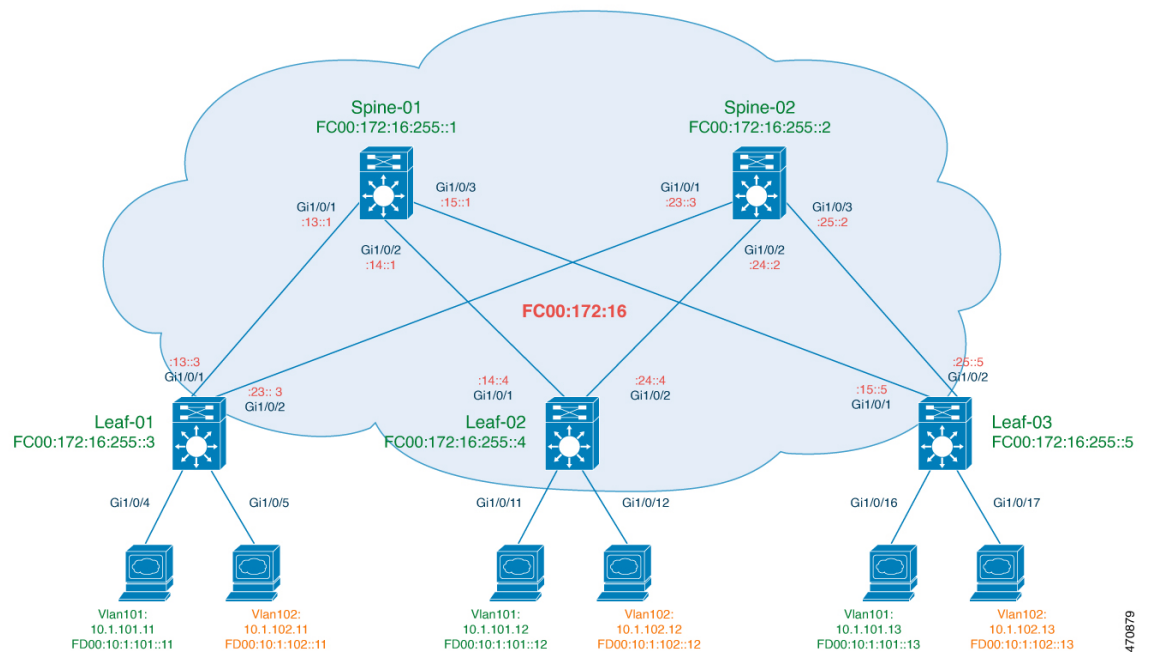 Spine-01
FC00:172:16:255::1
Spine-02
FC00:172:16:255::2
Gi1/0/1
:13::1
Gi1/0/3
:15::1
Gi1/0/2
:14::1
Gi1/0/1
:23::3
Gi1/0/3
:25::2
Gi1/0/2
:24::2
FC00:172:16
:13::3
Gi1/0/1
:23:: 3
Gi1/0/2
:14::4
Gi1/0/1
:24::4
Gi1/0/2
:15::5
Gi1/0/1
:25::5
Gi1/0/2
Leaf-01
FC00:172:16:255::3
Leaf-02
FC00:172:16:255::4
Leaf-03
FC00:172:16:255::5
Gi1/0/4
Gi1/0/5
Gi1/0/11
Gi1/0/12
Gi1/0/16
Gi1/0/17
Vlan101:
10.1.101.11
FD00:10:1:101::11
Vlan102:
10.1.102.11
FD00:10:1:102::11
Vlan101:
10.1.101.12
FD00:10:1:101::12
Vlan102:
10.1.102.12
FD00:10:1:102::12
Vlan101:
10.1.101.13
FD00:10:1:101::13
Vlan102:
10.1.102.13
FD00:10:1:102::13
470879